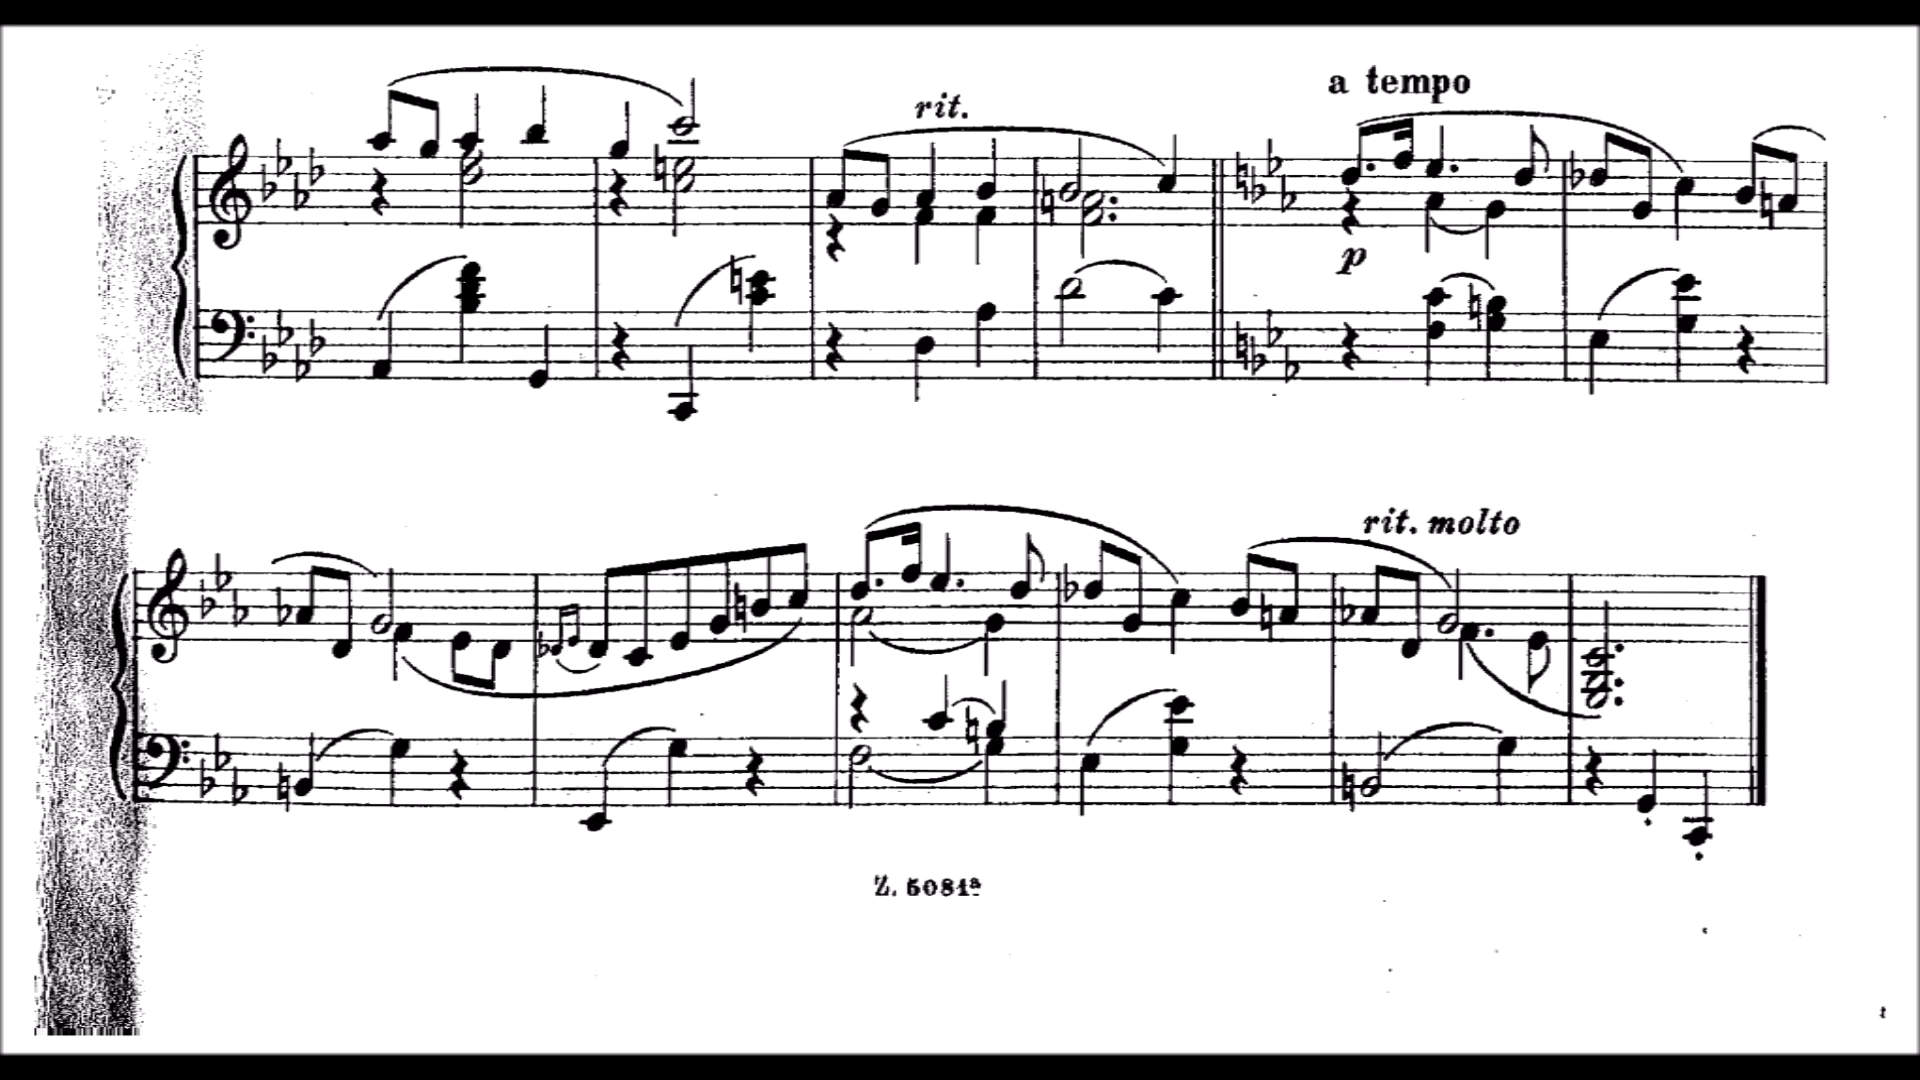 rit.
a tempo
p
rit. molto
Z. 5081ª